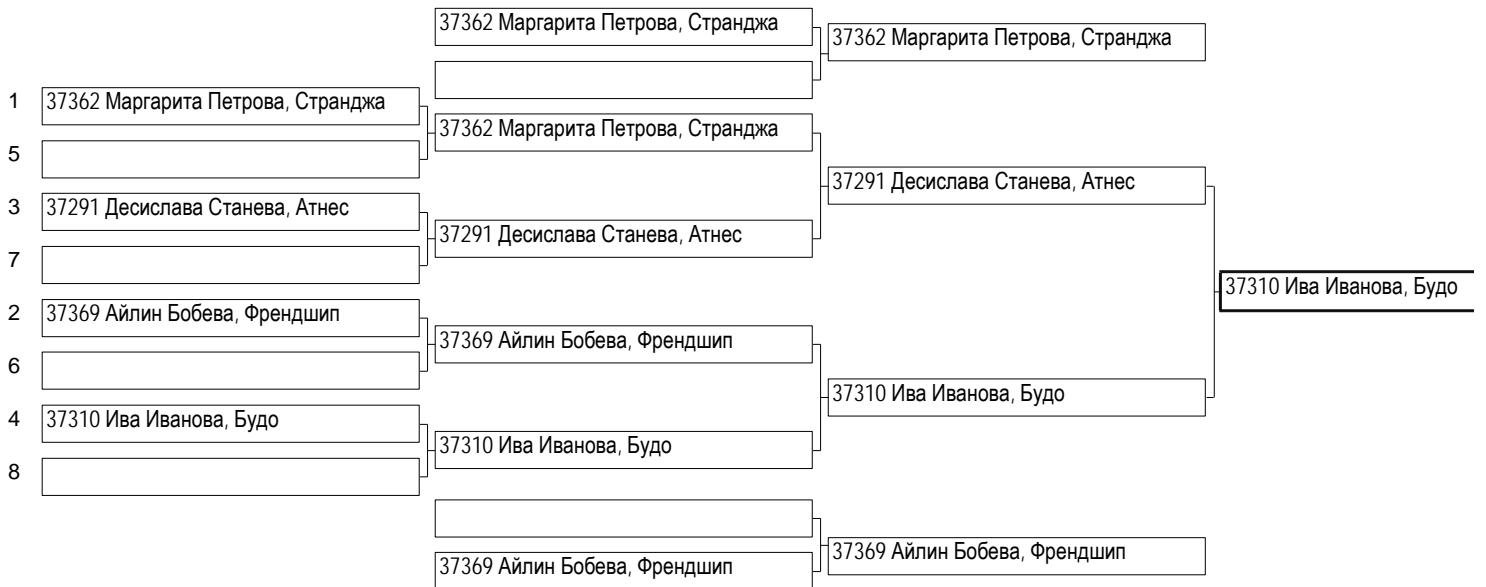 37362 Маргарита Петрова, Странджа
37362 Маргарита Петрова, Странджа
1 37362 Маргарита Петрова, Странджа
37362 Маргарита Петрова, Странджа
5
37291 Десислава Станева, Атнес
3 37291 Десислава Станева, Атнес
37291 Десислава Станева, Атнес
7
37310 Ива Иванова, Будо
2 37369 Айлин Бобева, Френдшип
37369 Айлин Бобева, Френдшип
6
37310 Ива Иванова, Будо
4 37310 Ива Иванова, Будо
37310 Ива Иванова, Будо
8
37369 Айлин Бобева, Френдшип
37369 Айлин Бобева, Френдшип